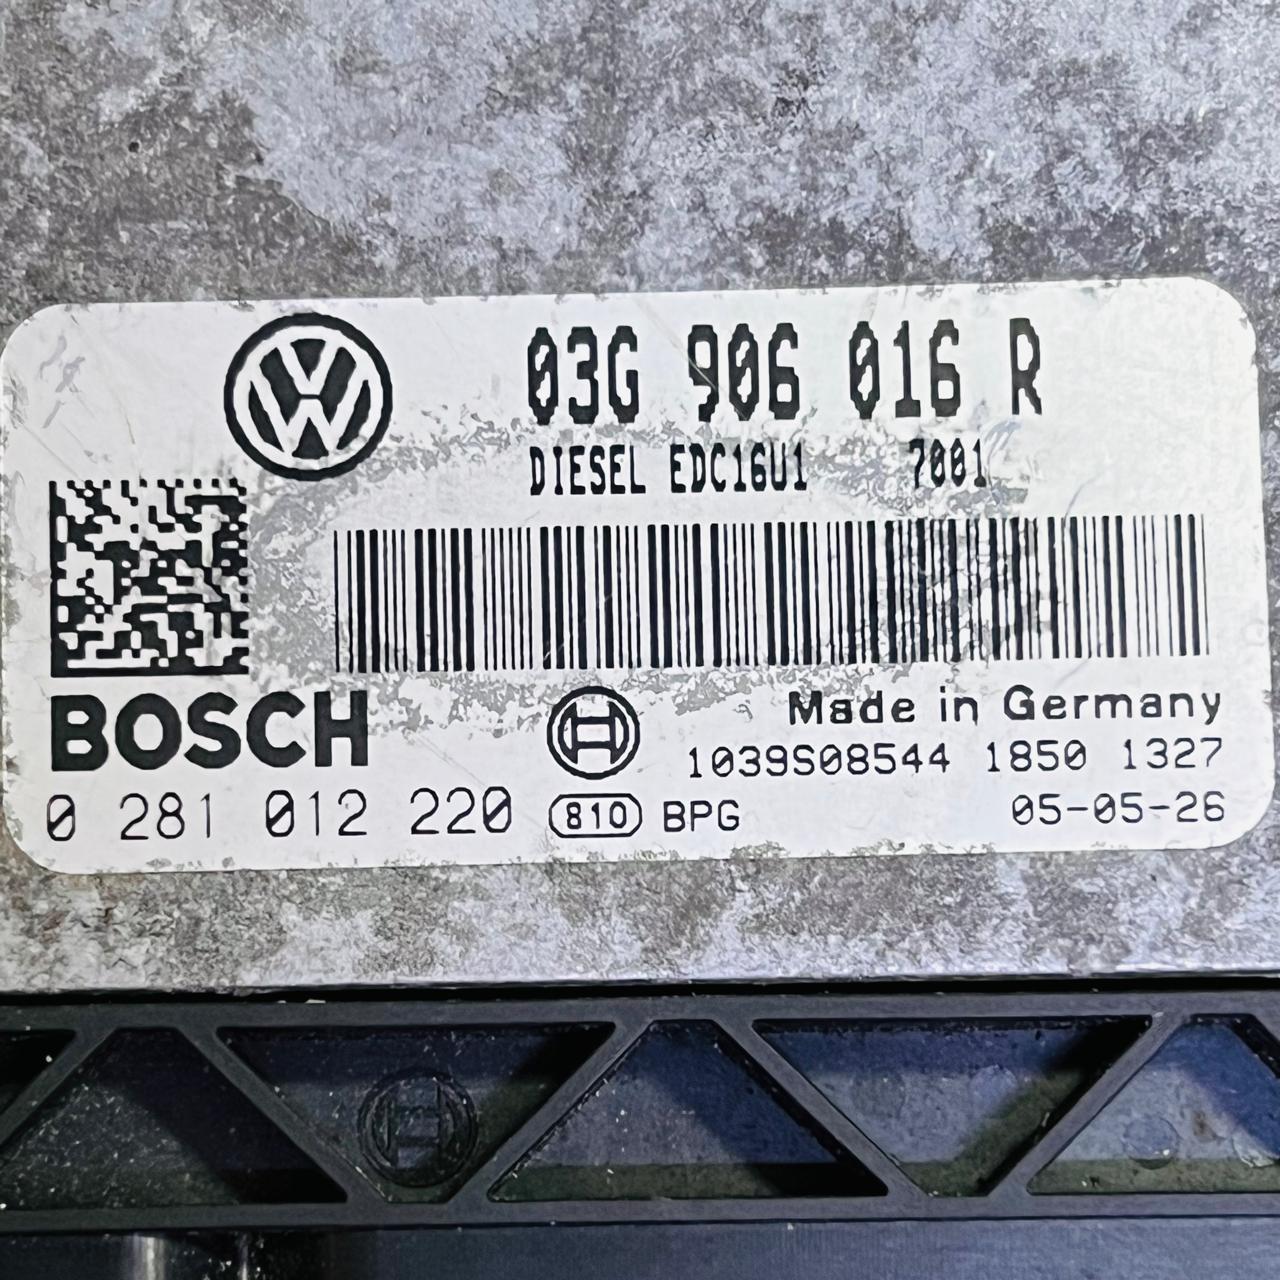 03G 906 016 R
DIESEL EDC16U1 7001
BOSCH
Made in Germany
1039S08544 1850 1327
0 281 012 220 810 BPG 05-05-26